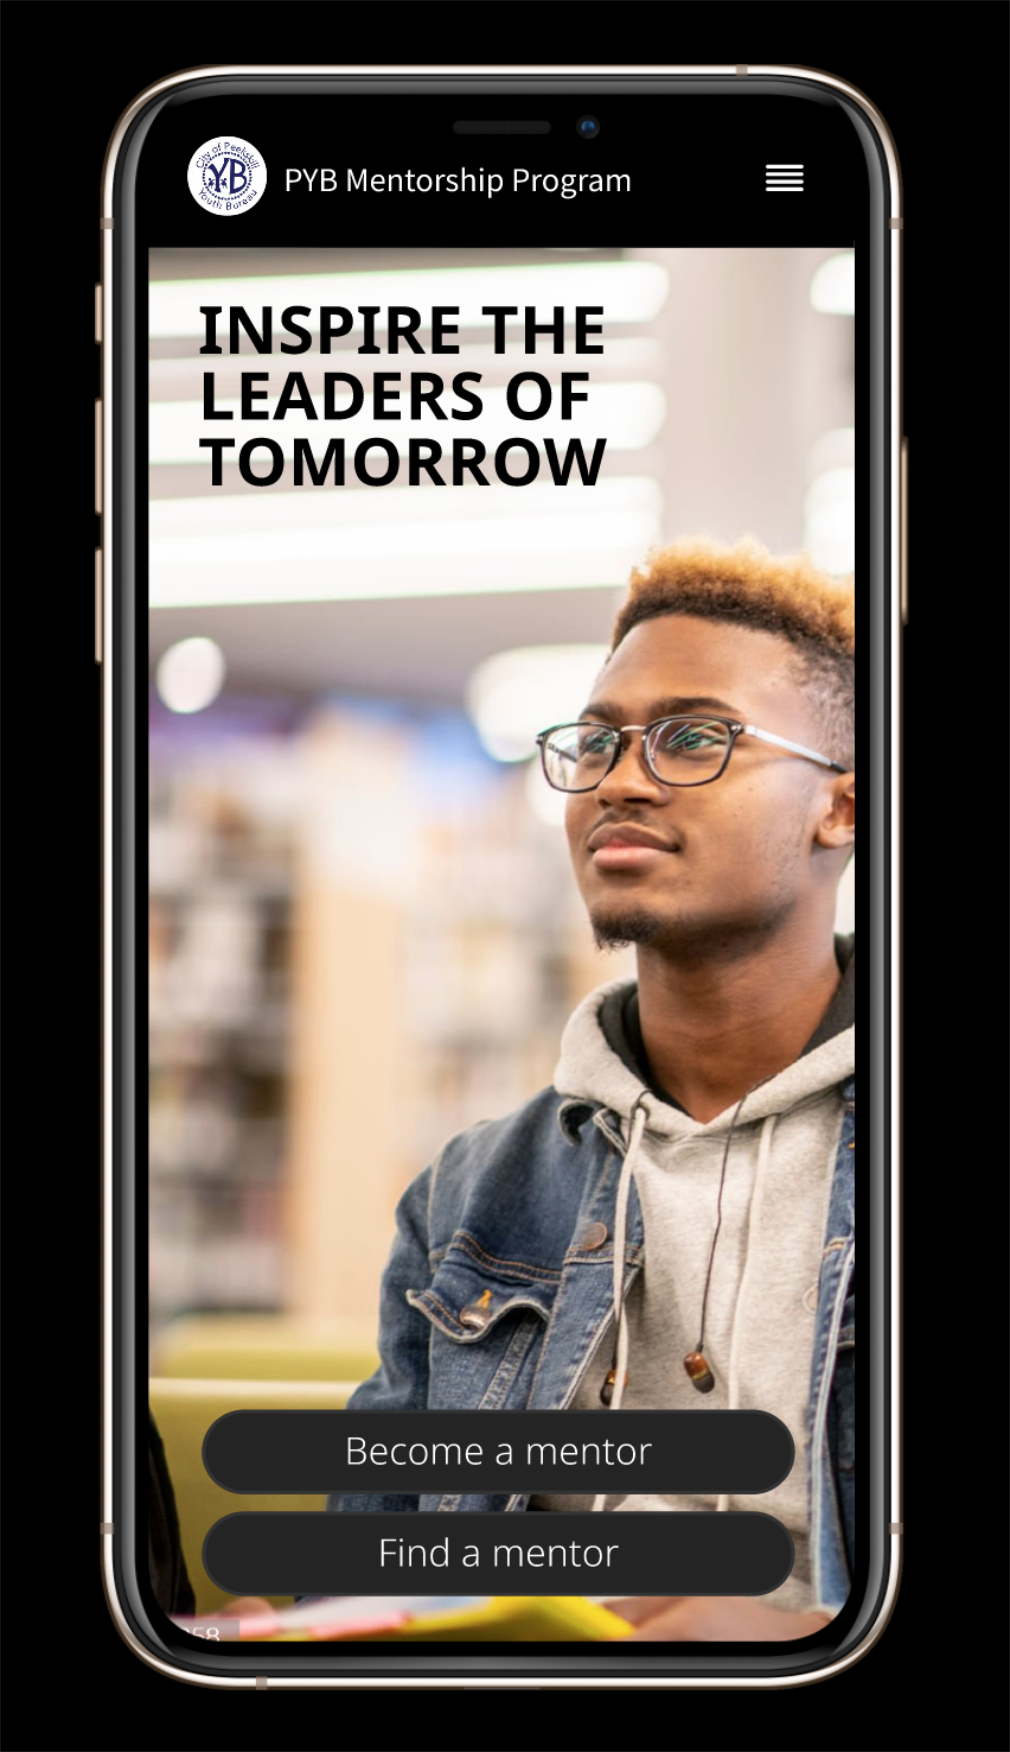 City of Peekskill
YB
Youth Bureau
PYB Mentorship Program
INSPIRE THE
LEADERS OF
TOMORROW
Become a mentor
Find a mentor